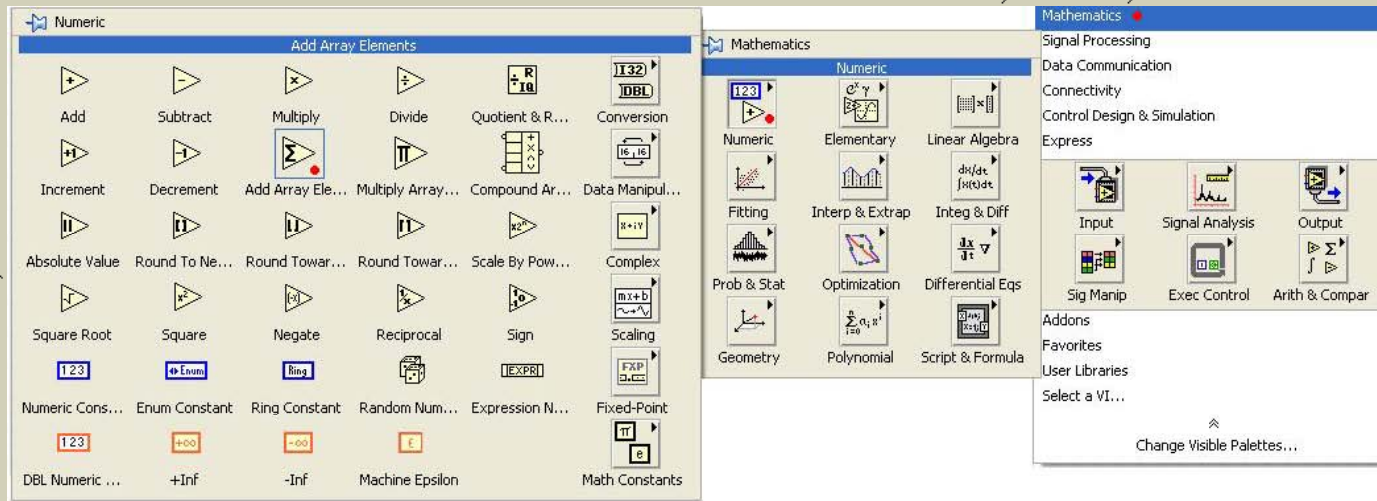 Numeric
Add Array Elements
Add Subtract Multiply Divide Quotient & R... Conversion
Increment Decrement Add Array Ele... Multiply Array... Compound Ar... Data Manipul...
Absolute Value Round To Ne... Round Towar... Round Towar... Scale By Pow... Complex
Square Root Square Negate Reciprocal Sign Scaling
Numeric Cons... Enum Constant Ring Constant Random Num... Expression N... Fixed-Point
DBL Numeric ... +Inf -Inf Machine Epsilon Math Constants
Mathematics
Numeric
Numeric Elementary Linear Algebra
Fitting Interp & Extrap Integ & Diff
Prob & Stat Optimization Differential Eqs
Geometry Polynomial Script & Formula
Mathematics
Signal Processing
Data Communication
Connectivity
Control Design & Simulation
Express
Input Signal Analysis Output
Sig Manip Exec Control Arith & Compar
Addons
Favorites
User Libraries
Select a VI...
Change Visible Palettes...